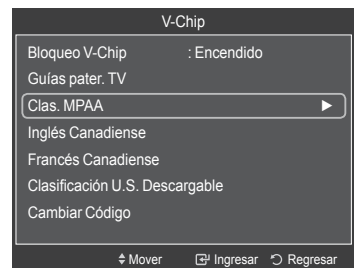 V-Chip
Bloqueo V-Chip : Encendido
Guías pater. TV
Clas. MPAA
Inglés Canadiense
Francés Canadiense
Clasificación U.S. Descargable
Cambiar Código
Mover Ingresar Regresar